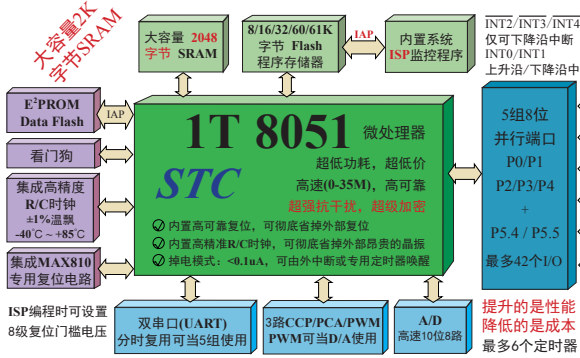 大容量2K
字节SRAM
大容量 2048
字节 SRAM
8/16/32/60/61K
字节 Flash
程序存储器
IAP
内置系统
ISP监控程序
INT2/INT3/INT4
仅可下降沿中断
INT0/INT1
上升沿/下降沿中
E²PROM
Data Flash
IAP
看门狗
集成高精度
R/C时钟
±1%温飘
-40℃~+85℃
集成MAX810
专用复位电路
1T 8051 微处理器
STC
超低功耗，超低价
高速(0-35M)，高可靠
超强抗干扰，超级加密
内置高可靠复位，可彻底省掉外部复位
内置高精准R/C时钟，可彻底省掉外部昂贵的晶振
掉电模式：<0.1uA，可由外中断或专用定时器唤醒
5组8位
并行端口
P0/P1
P2/P3/P4
+
P5.4 / P5.5
最多42个I/O
ISP编程时可设置
8级复位门槛电压
双串口(UART)
分时复用可当5组使用
3路CCP/PCA/PWM
PWM可当D/A使用
A/D
高速10位8路
提升的是性能
降低的是成本
最多6个定时器